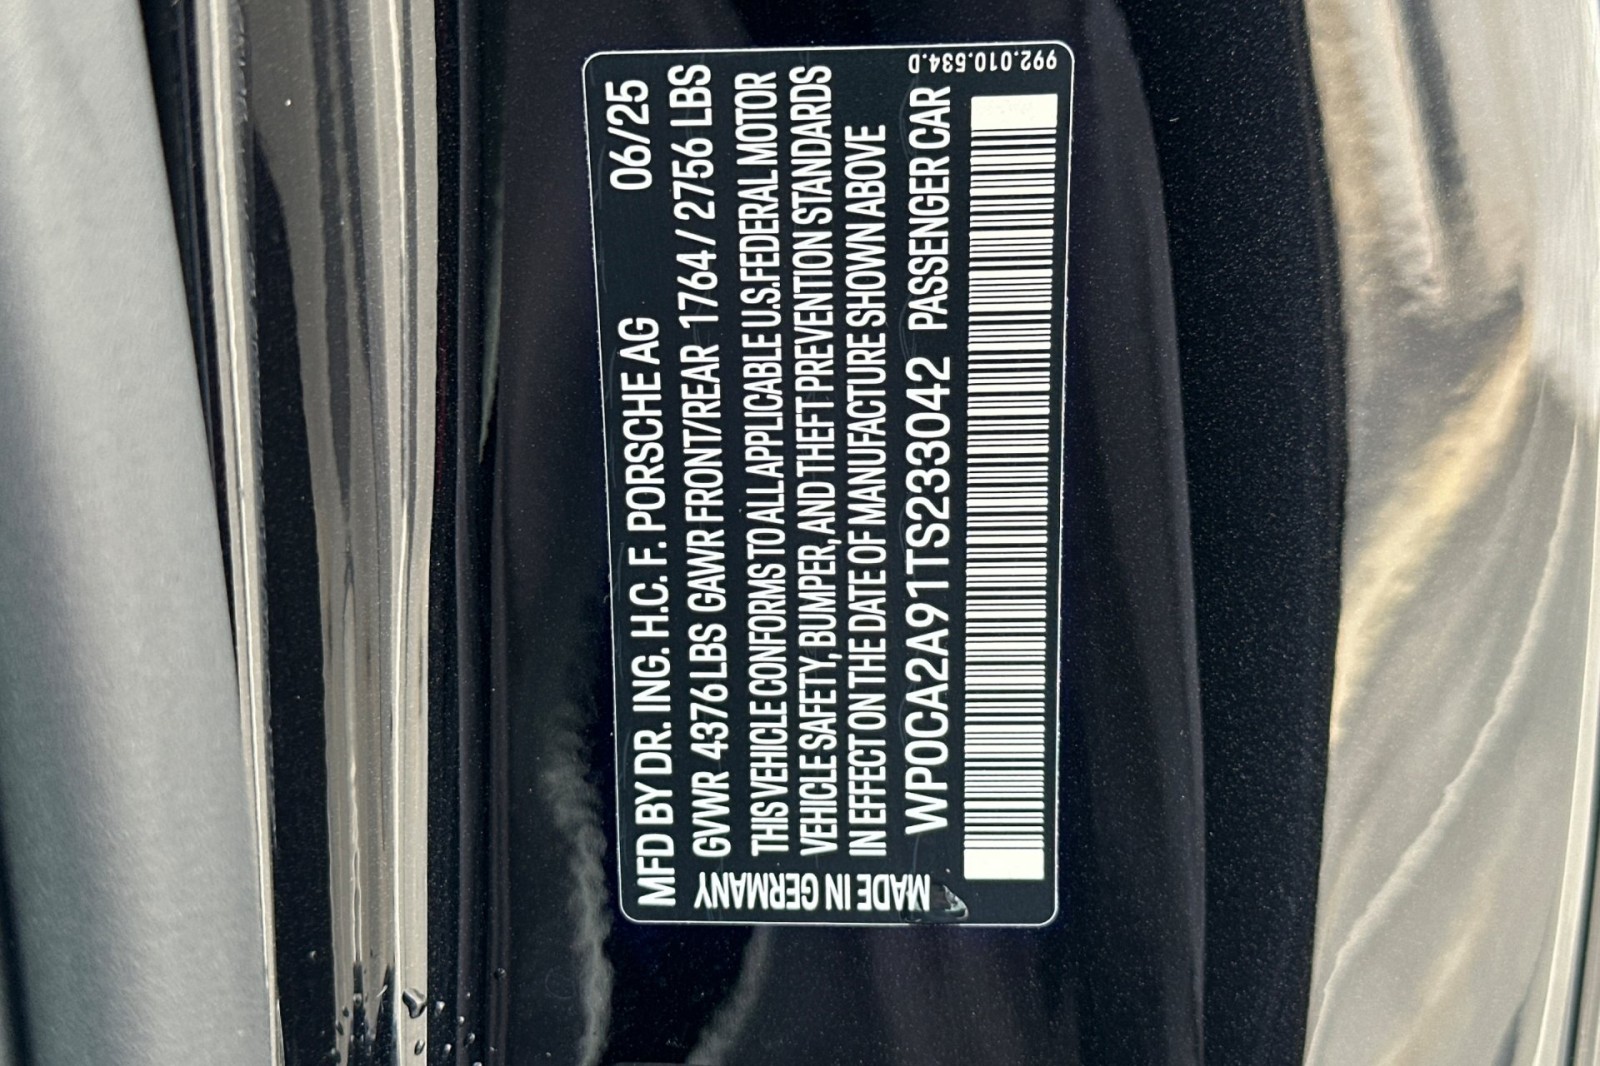 MFD BY DR. ING. H.C. F. PORSCHE AG 06/25
GVWR 4376 LBS GAWR FRONT/REAR 1764 / 2756 LBS
THIS VEHICLE CONFORMS TO ALL APPLICABLE U.S. FEDERAL MOTOR
VEHICLE SAFETY, BUMPER, AND THEFT PREVENTION STANDARDS
IN EFFECT ON THE DATE OF MANUFACTURE SHOWN ABOVE
WP0CA2A91TS233042 PASSENGER CAR
MADE IN GERMANY
992.010.534.D